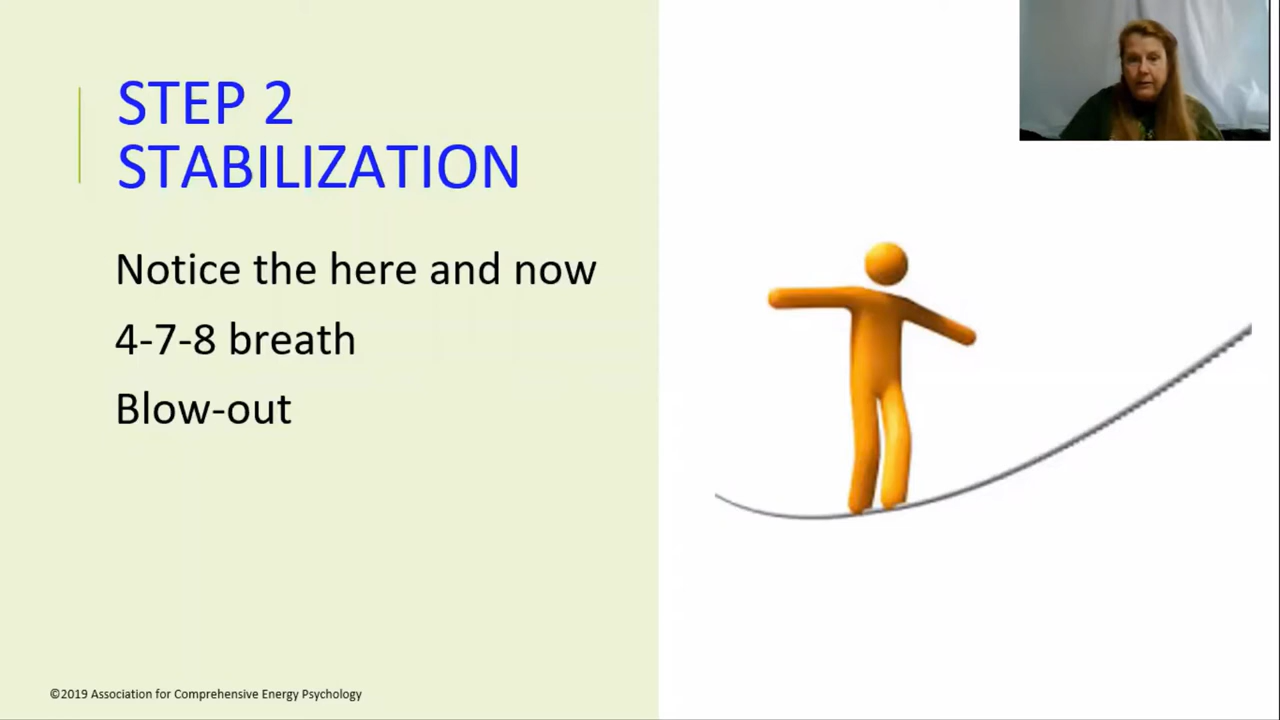 STEP 2
STABILIZATION
Notice the here and now
4-7-8 breath
Blow-out
©2019 Association for Comprehensive Energy Psychology